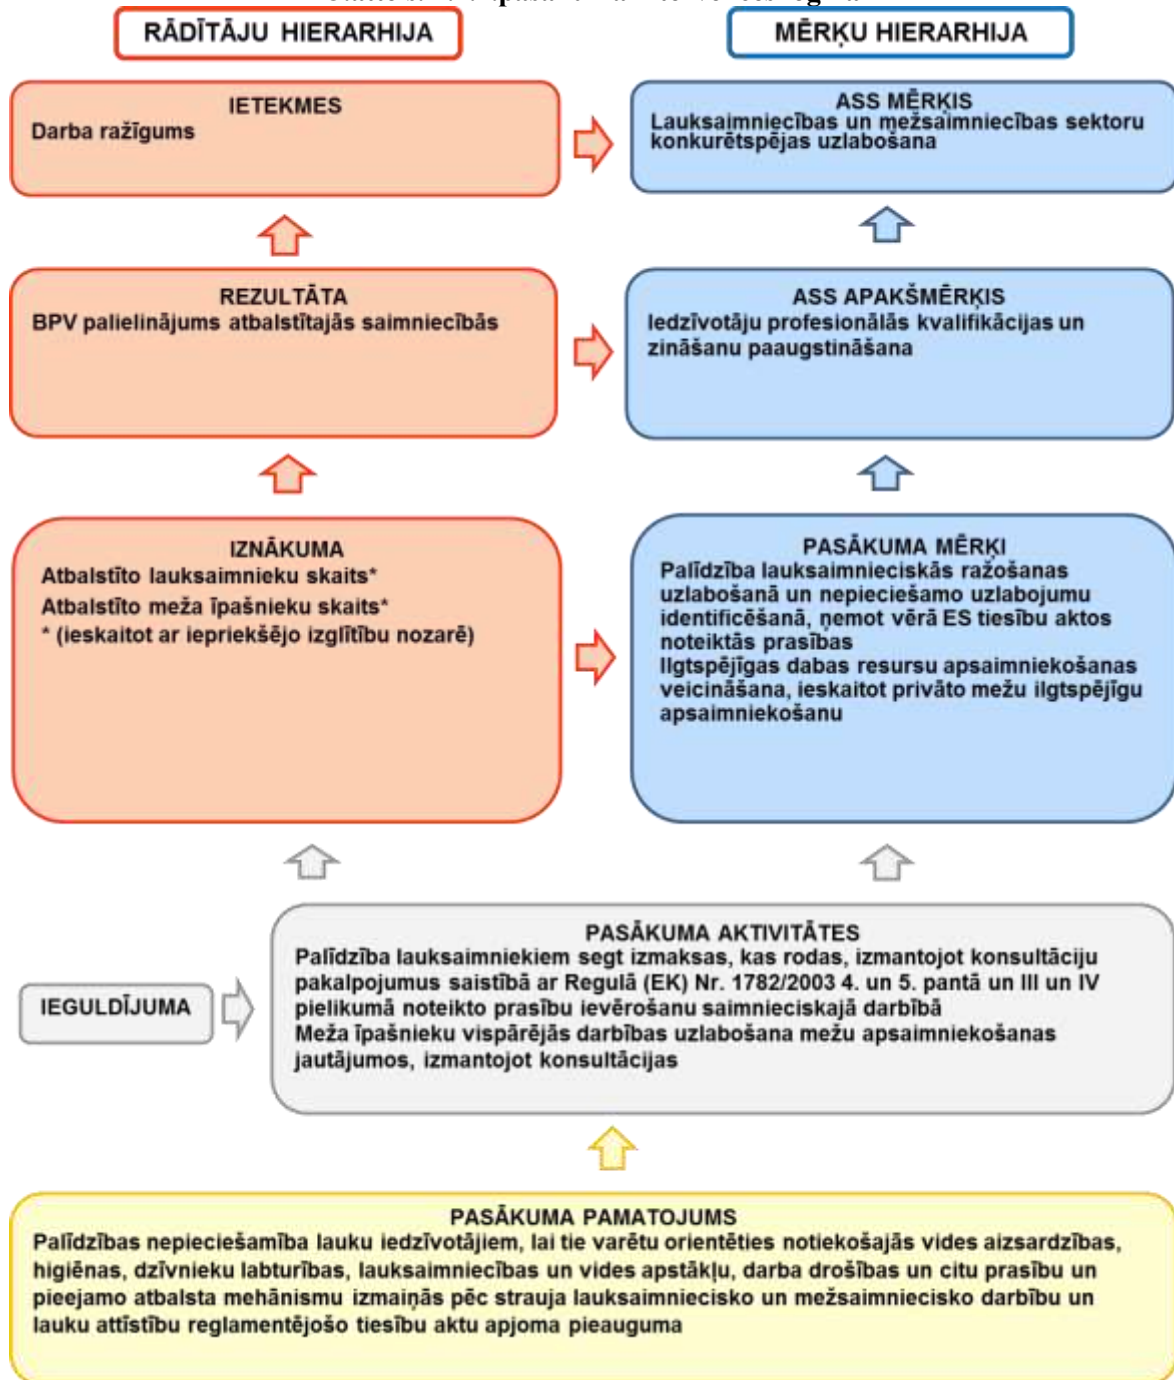 RĀDĪTĀJU HIERARHIJA
MĒRĶU HIERARHIJA
IETEKMES
Darba ražīgums
ASS MĒRĶIS
Lauksaimniecības un mežsaimniecības sektoru
konkurētspējas uzlabošana
REZULTĀTA
BPV palielinājums atbalstītajās saimniecībās
ASS APAKŠMĒRĶIS
Iedzīvotāju profesionālās kvalifikācijas un
zināšanu paaugstināšana
IZNĀKUMA
Atbalstīto lauksaimnieku skaits*
Atbalstīto meža īpašnieku skaits*
* (ieskaitot ar iepriekšējo izglītību nozarē)
PASĀKUMA MĒRĶI
Palīdzība lauksaimnieciskās ražošanas
uzlabošanā un nepieciešamo uzlabojumu
identificēšanā, ņemot vērā ES tiesību aktos
noteiktās prasības
Ilgtspējīgas dabas resursu apsaimniekošanas
veicināšana, ieskaitot privāto mežu ilgtspējīgu
apsaimniekošanu
PASĀKUMA AKTIVITĀTES
Palīdzība lauksaimniekiem segt izmaksas, kas rodas, izmantojot konsultāciju
pakalpojumus saistībā ar Regulā (EK) Nr. 1782/2003 4. un 5. pantā un III un IV
pielikumā noteikto prasību ievērošanu saimnieciskajā darbībā
Meža īpašnieku vispārējās darbības uzlabošana mežu apsaimniekošanas
jautājumos, izmantojot konsultācijas
IEGULDĪJUMA
PASĀKUMA PAMATOJUMS
Palīdzības nepieciešamība lauku iedzīvotājiem, lai tie varētu orientēties notiekošajās vides aizsardzības,
higiēnas, dzīvnieku labturības, lauksaimniecības un vides apstākļu, darba drošības un citu prasību un
pieejamo atbalsta mehānismu izmaiņās pēc strauja lauksaimniecisko un mežsaimniecisko darbību un
lauku attīstību reglamentējošo tiesību aktu apjoma pieauguma